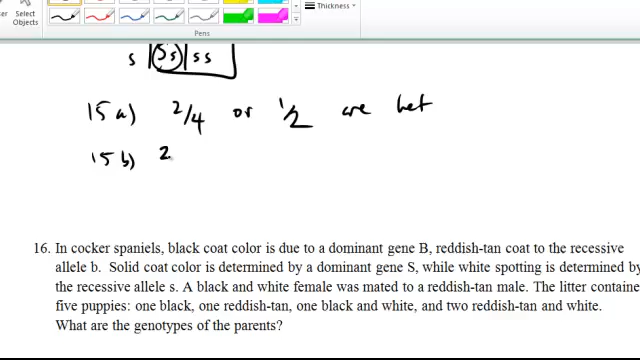 Select
Objects
Thickness
Pens
s Ss ss
15 a) 2/4 or 1/2 are het
15 b) 2
16. In cocker spaniels, black coat color is due to a dominant gene B, reddish-tan coat to the recessive
allele b. Solid coat color is determined by a dominant gene S, while white spotting is determined by
the recessive allele s. A black and white female was mated to a reddish-tan male. The litter containe
five puppies: one black, one reddish-tan, one black and white, and two reddish-tan and white.
What are the genotypes of the parents?